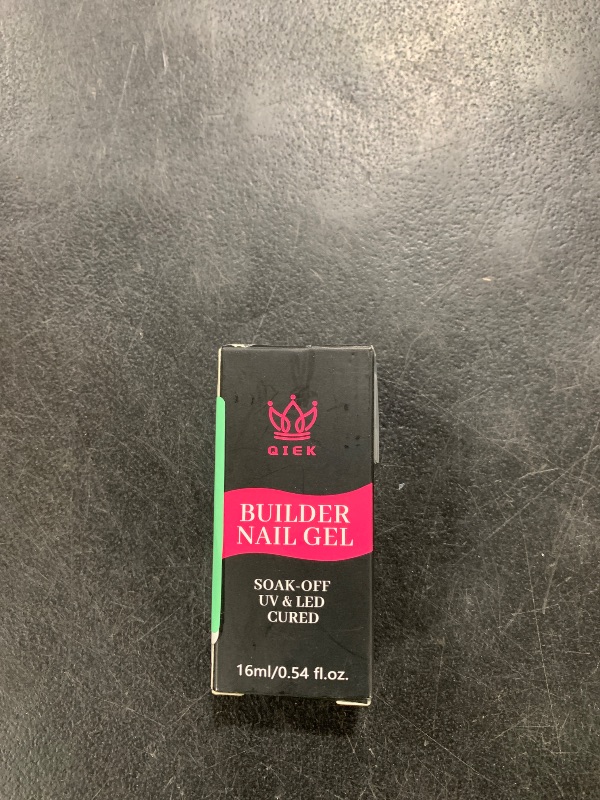 QIEK
BUILDER
NAIL GEL
SOAK-OFF
UV & LED
CURED
16ml/0.54 fl.oz.